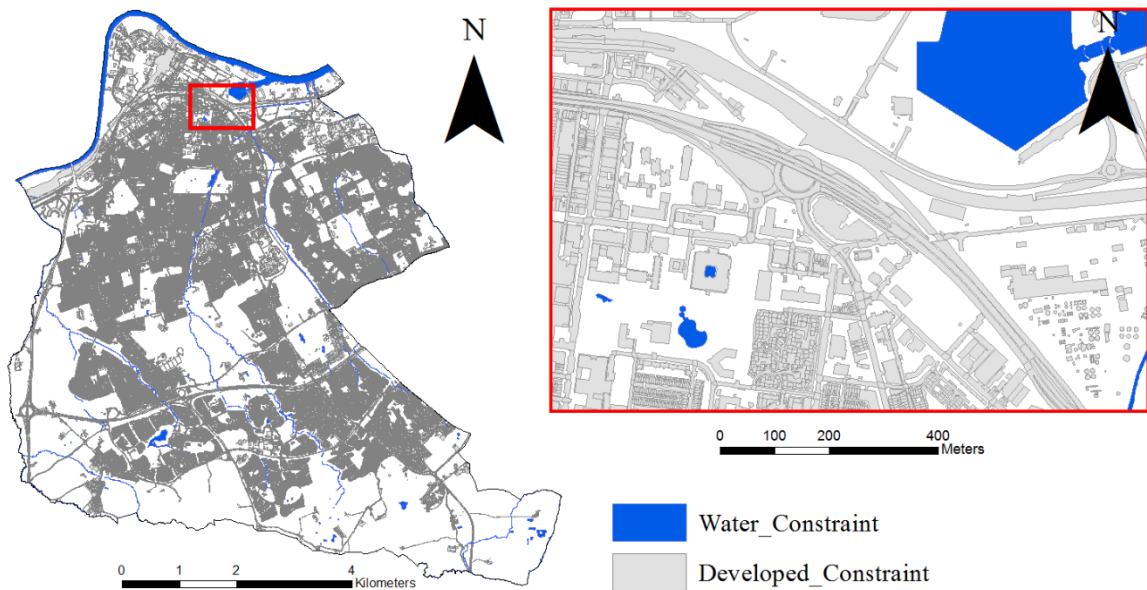 N
N
0 100 200 400
Meters
Water_Constraint
0 1 2 4
Kilometers
Developed_Constraint